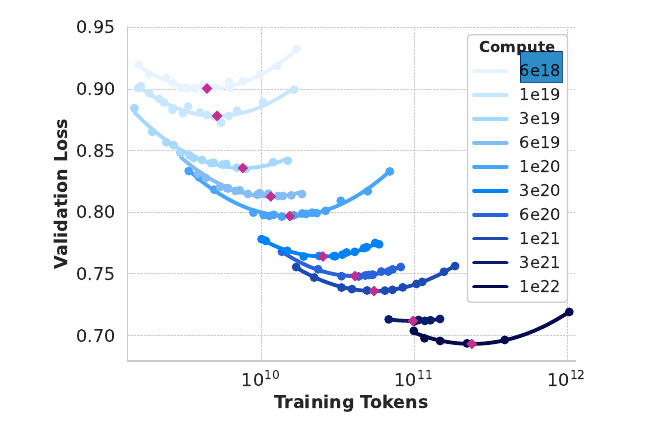 0.95
0.90
0.85
0.80
0.75
0.70
Validation Loss
10^10
10^11
10^12
Training Tokens
Compute
6e18
1e19
3e19
6e19
1e20
3e20
6e20
1e21
3e21
1e22